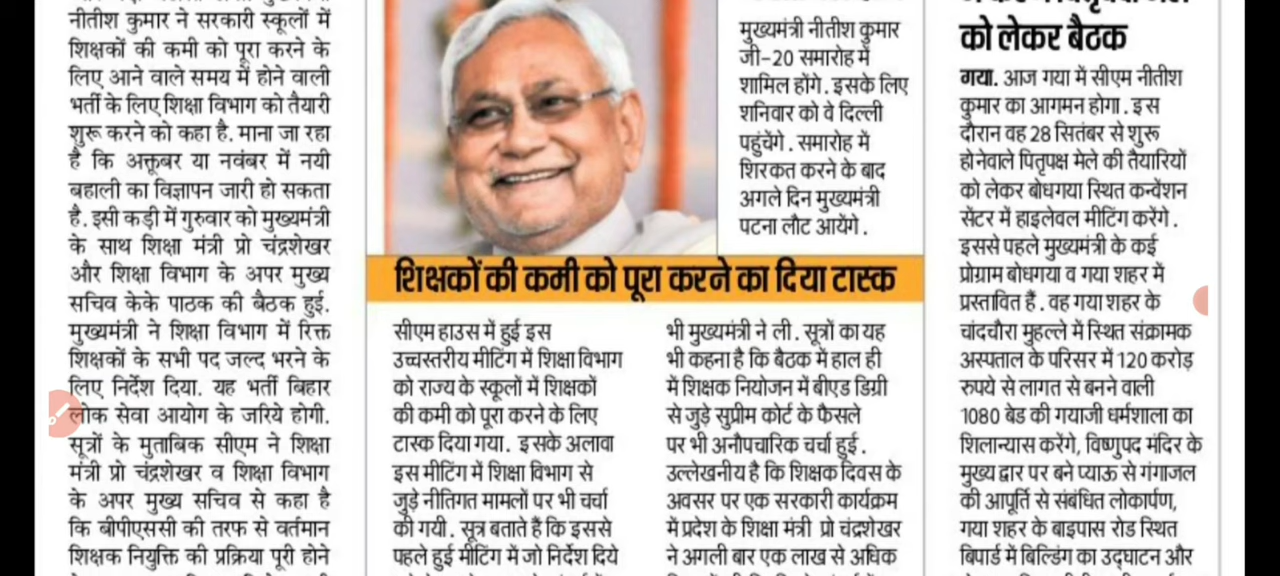 नीतीश कुमार ने सरकारी स्कूलों में
शिक्षकों की कमी को पूरा करने के
लिए आने वाले समय में होने वाली
भर्ती के लिए शिक्षा विभाग को तैयारी
शुरू करने को कहा है. माना जा रहा
है कि अक्तूबर या नवंबर में नयी
बहाली का विज्ञापन जारी हो सकता
है. इसी कड़ी में गुरुवार को मुख्यमंत्री
के साथ शिक्षा मंत्री प्रो चंद्रशेखर
और शिक्षा विभाग के अपर मुख्य
सचिव केके पाठक की बैठक हुई.
मुख्यमंत्री ने शिक्षा विभाग में रिक्त
शिक्षकों के सभी पद जल्द भरने के
लिए निर्देश दिया. यह भर्ती बिहार
लोक सेवा आयोग के जरिये होगी.
सूत्रों के मुताबिक सीएम ने शिक्षा
मंत्री प्रो चंद्रशेखर व शिक्षा विभाग
के अपर मुख्य सचिव से कहा है
कि बीपीएससी की तरफ से वर्तमान
शिक्षक नियुक्ति की प्रक्रिया पूरी होने
मुख्यमंत्री नीतीश कुमार
जी-20 समारोह में
शामिल होंगे. इसके लिए
शनिवार को वे दिल्ली
पहुंचेंगे. समारोह में
शिरकत करने के बाद
अगले दिन मुख्यमंत्री
पटना लौट आयेंगे.
शिक्षकों की कमी को पूरा करने का दिया टास्क
सीएम हाउस में हुई इस
उच्चस्तरीय मीटिंग में शिक्षा विभाग
को राज्य के स्कूलों में शिक्षकों
की कमी को पूरा करने के लिए
टास्क दिया गया. इसके अलावा
इस मीटिंग में शिक्षा विभाग से
जुड़े नीतिगत मामलों पर भी चर्चा
की गयी. सूत्र बताते हैं कि इससे
पहले हुई मीटिंग में जो निर्देश दिये
भी मुख्यमंत्री ने ली. सूत्रों का यह
भी कहना है कि बैठक में हाल ही
में शिक्षक नियोजन में बीएड डिग्री
से जुड़े सुप्रीम कोर्ट के फैसले
पर भी अनौपचारिक चर्चा हुई.
उल्लेखनीय है कि शिक्षक दिवस के
अवसर पर एक सरकारी कार्यक्रम
में प्रदेश के शिक्षा मंत्री प्रो चंद्रशेखर
ने अगली बार एक लाख से अधिक
को लेकर बैठक
गया. आज गया में सीएम नीतीश
कुमार का आगमन होगा. इस
दौरान वह 28 सितंबर से शुरू
होनेवाले पितृपक्ष मेले की तैयारियों
को लेकर बोधगया स्थित कन्वेंशन
सेंटर में हाइलेवल मीटिंग करेंगे.
इससे पहले मुख्यमंत्री के कई
प्रोग्राम बोधगया व गया शहर में
प्रस्तावित हैं. वह गया शहर के
चांदचौरा मुहल्ले में स्थित संक्रामक
अस्पताल के परिसर में 120 करोड़
रुपये से लागत से बनने वाली
1080 बेड की गयाजी धर्मशाला का
शिलान्यास करेंगे, विष्णुपद मंदिर के
मुख्य द्वार पर बने प्याऊ से गंगाजल
की आपूर्ति से संबंधित लोकार्पण,
गया शहर के बाइपास रोड स्थित
बिपार्ड में बिल्डिंग का उद्घाटन और